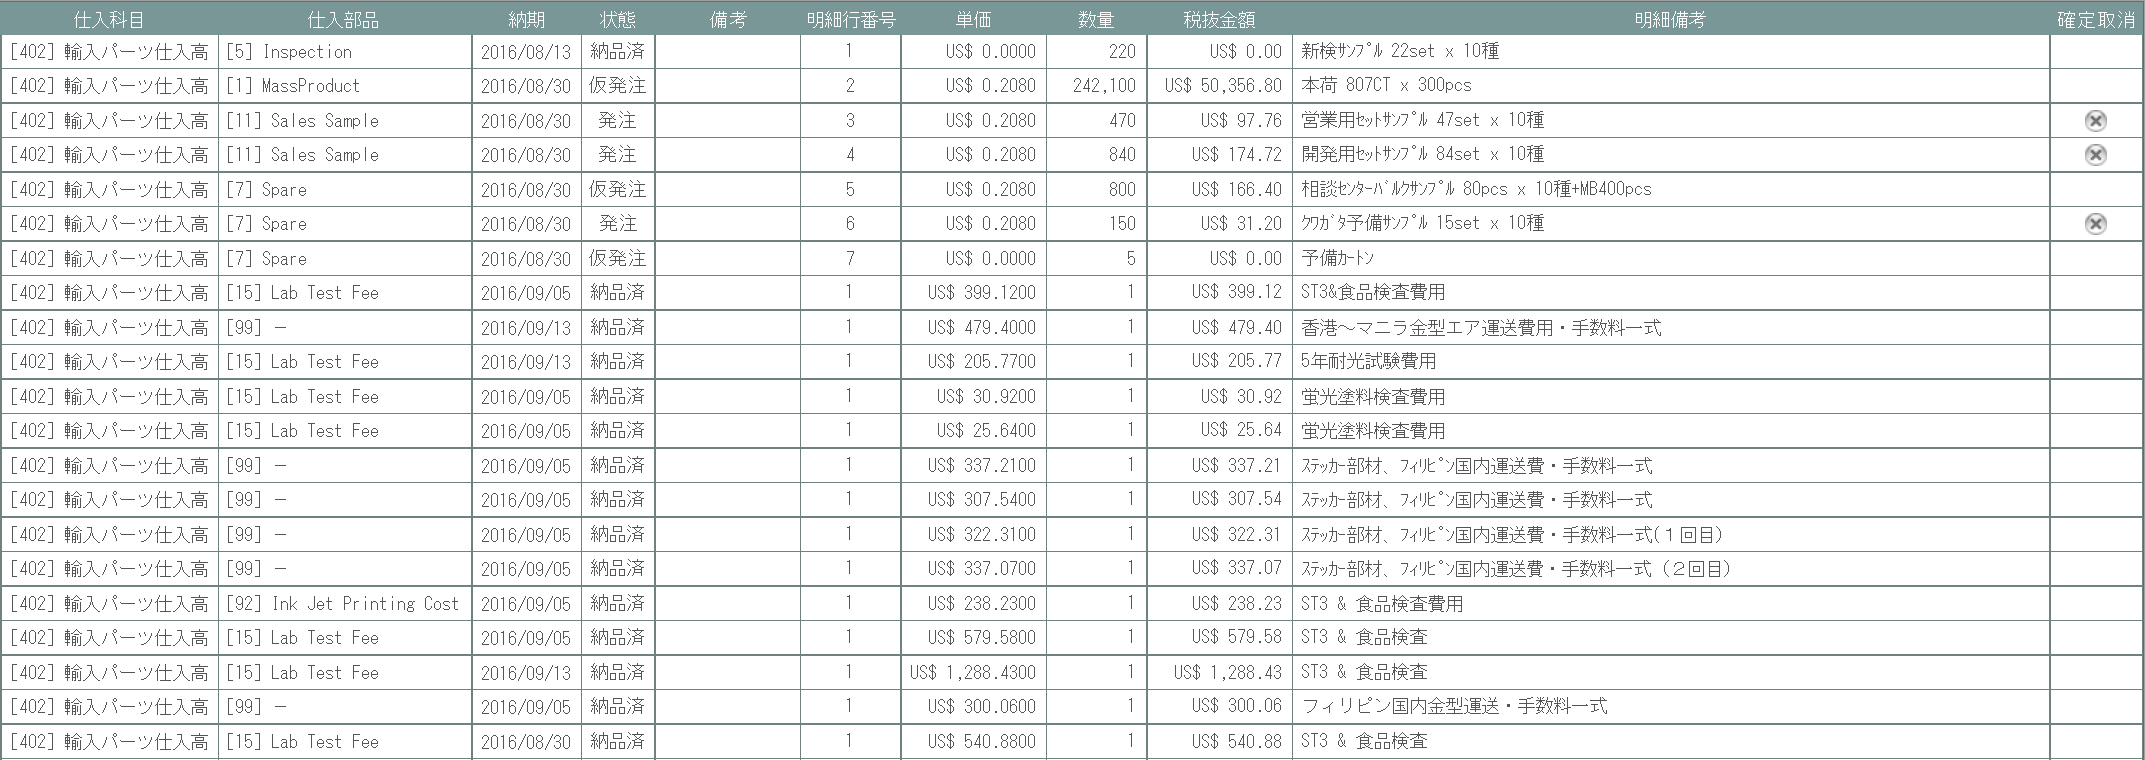 仕入科目 仕入部品 納期 状態 備考 明細行番号 単価 数量 税抜金額 明細備考 確定取消
[402] 輸入パーツ仕入高 [5] Inspection 2016/08/13 納品済 1 US$ 0.0000 220 US$ 0.00 新検ｻﾝﾌﾟﾙ 22set x 10種
[402] 輸入パーツ仕入高 [1] MassProduct 2016/08/30 仮発注 2 US$ 0.2080 242,100 US$ 50,356.80 本荷 807CT x 300pcs
[402] 輸入パーツ仕入高 [11] Sales Sample 2016/08/30 発注 3 US$ 0.2080 470 US$ 97.76 営業用ｾｯﾄｻﾝﾌﾟﾙ 47set x 10種
[402] 輸入パーツ仕入高 [11] Sales Sample 2016/08/30 発注 4 US$ 0.2080 840 US$ 174.72 開発用ｾｯﾄｻﾝﾌﾟﾙ 84set x 10種
[402] 輸入パーツ仕入高 [7] Spare 2016/08/30 仮発注 5 US$ 0.2080 800 US$ 166.40 相談ｾﾝﾀｰﾊﾞﾙｸｻﾝﾌﾟﾙ 80pcs x 10種+MB400pcs
[402] 輸入パーツ仕入高 [7] Spare 2016/08/30 発注 6 US$ 0.2080 150 US$ 31.20 ｸﾜｶﾞﾀ予備ｻﾝﾌﾟﾙ 15set x 10種
[402] 輸入パーツ仕入高 [7] Spare 2016/08/30 仮発注 7 US$ 0.0000 5 US$ 0.00 予備ｶｰﾄﾝ
[402] 輸入パーツ仕入高 [15] Lab Test Fee 2016/09/05 納品済 1 US$ 399.1200 1 US$ 399.12 ST3&食品検査費用
[402] 輸入パーツ仕入高 [99] － 2016/09/13 納品済 1 US$ 479.4000 1 US$ 479.40 香港～マニラ金型エア運送費用・手数料一式
[402] 輸入パーツ仕入高 [15] Lab Test Fee 2016/09/13 納品済 1 US$ 205.7700 1 US$ 205.77 5年耐光試験費用
[402] 輸入パーツ仕入高 [15] Lab Test Fee 2016/09/05 納品済 1 US$ 30.9200 1 US$ 30.92 蛍光塗料検査費用
[402] 輸入パーツ仕入高 [15] Lab Test Fee 2016/09/05 納品済 1 US$ 25.6400 1 US$ 25.64 蛍光塗料検査費用
[402] 輸入パーツ仕入高 [99] － 2016/09/05 納品済 1 US$ 337.2100 1 US$ 337.21 ｽﾃｯｶｰ部材、ﾌｨﾘﾋﾟﾝ国内運送費・手数料一式
[402] 輸入パーツ仕入高 [99] － 2016/09/05 納品済 1 US$ 307.5400 1 US$ 307.54 ｽﾃｯｶｰ部材、ﾌｨﾘﾋﾟﾝ国内運送費・手数料一式
[402] 輸入パーツ仕入高 [99] － 2016/09/05 納品済 1 US$ 322.3100 1 US$ 322.31 ｽﾃｯｶｰ部材、ﾌｨﾘﾋﾟﾝ国内運送費・手数料一式(１回目)
[402] 輸入パーツ仕入高 [99] － 2016/09/05 納品済 1 US$ 337.0700 1 US$ 337.07 ｽﾃｯｶｰ部材、ﾌｨﾘﾋﾟﾝ国内運送費・手数料一式（２回目）
[402] 輸入パーツ仕入高 [92] Ink Jet Printing Cost 2016/09/05 納品済 1 US$ 238.2300 1 US$ 238.23 ST3 & 食品検査費用
[402] 輸入パーツ仕入高 [15] Lab Test Fee 2016/09/05 納品済 1 US$ 579.5800 1 US$ 579.58 ST3 & 食品検査
[402] 輸入パーツ仕入高 [15] Lab Test Fee 2016/09/13 納品済 1 US$ 1,288.4300 1 US$ 1,288.43 ST3 & 食品検査
[402] 輸入パーツ仕入高 [99] － 2016/09/05 納品済 1 US$ 300.0600 1 US$ 300.06 フィリピン国内金型運送・手数料一式
[402] 輸入パーツ仕入高 [15] Lab Test Fee 2016/08/30 納品済 1 US$ 540.8800 1 US$ 540.88 ST3 & 食品検査